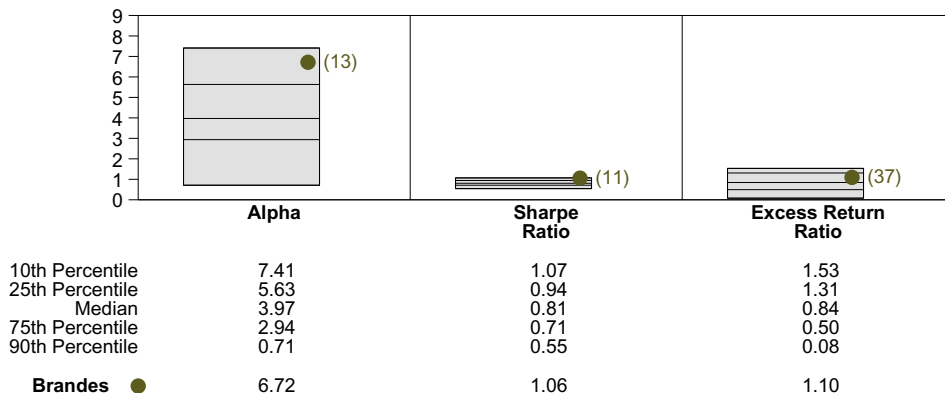 9
8
7
6
5
4
3
2
1
0
(13)
(11)
(37)
Alpha
Sharpe
Ratio
Excess Return
Ratio
10th Percentile 7.41 1.07 1.53
25th Percentile 5.63 0.94 1.31
Median 3.97 0.81 0.84
75th Percentile 2.94 0.71 0.50
90th Percentile 0.71 0.55 0.08
Brandes 6.72 1.06 1.10